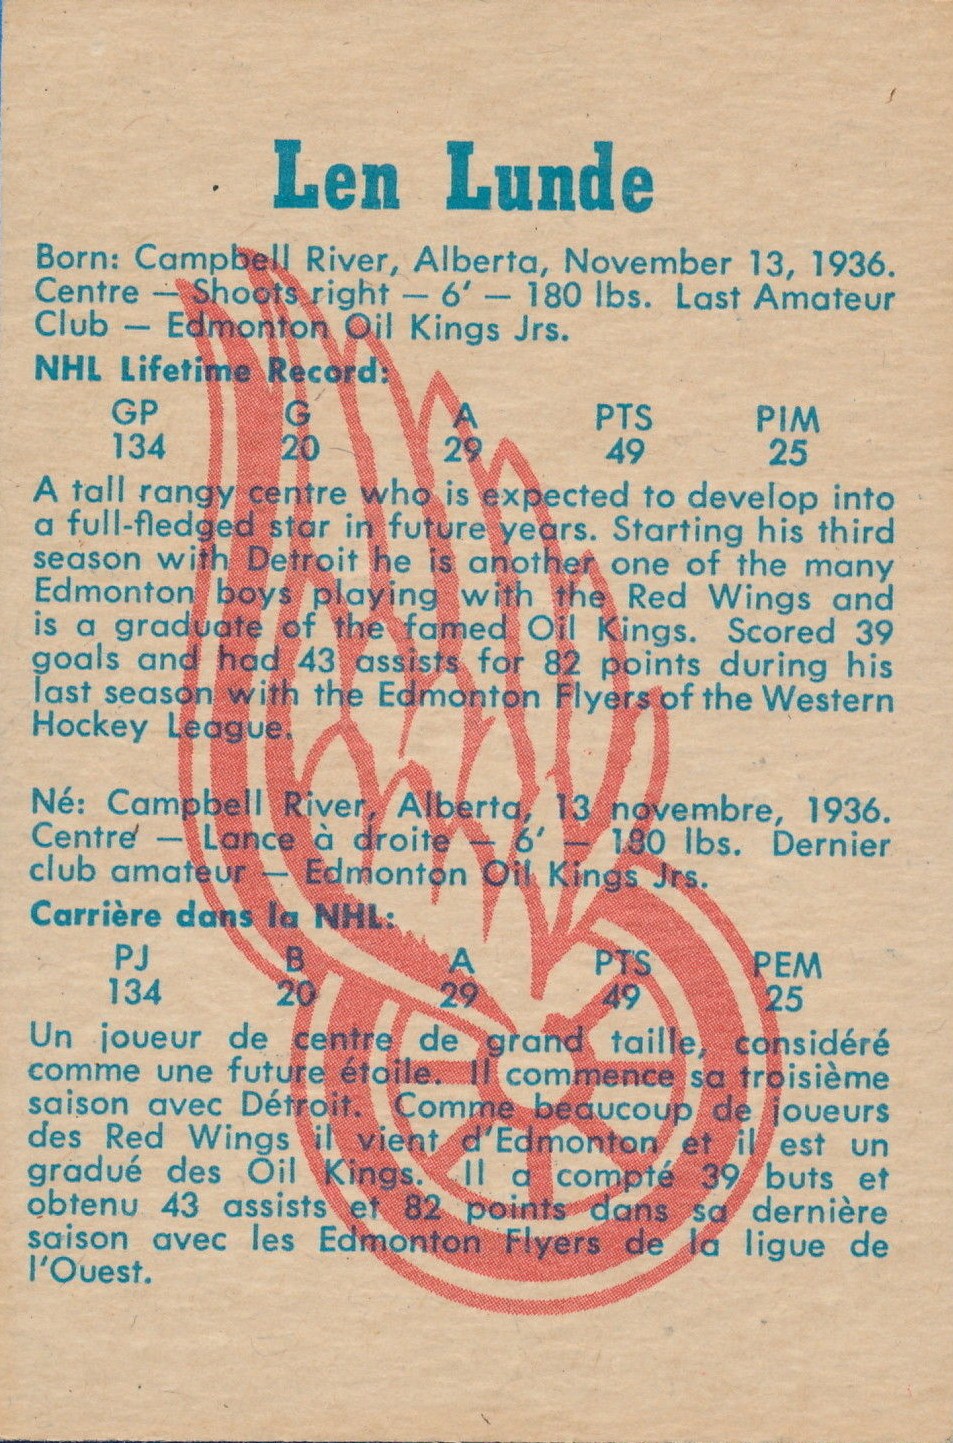 Len Lunde
Born: Campbell River, Alberta, November 13, 1936.
Centre — Shoots right — 6' — 180 lbs. Last Amateur
Club — Edmonton Oil Kings Jrs.
NHL Lifetime Record:
GP G A PTS PIM
134 20 29 49 25
A tall rangy centre who is expected to develop into
a full-fledged star in future years. Starting his third
season with Detroit he is another one of the many
Edmonton boys playing with the Red Wings and
is a graduate of the famed Oil Kings. Scored 39
goals and had 43 assists for 82 points during his
last season with the Edmonton Flyers of the Western
Hockey League.
Né: Campbell River, Alberta, 13 novembre, 1936.
Centre — Lance à droite — 6' — 180 lbs. Dernier
club amateur — Edmonton Oil Kings Jrs.
Carrière dans la NHL:
PJ B A PTS PEM
134 20 29 49 25
Un joueur de centre de grand taille, considéré
comme une future étoile. Il commence sa troisième
saison avec Détroit. Comme beaucoup de joueurs
des Red Wings il vient d'Edmonton et il est un
gradué des Oil Kings. Il a compté 39 buts et
obtenu 43 assists et 82 points dans sa dernière
saison avec les Edmonton Flyers de la ligue de
l'Ouest.